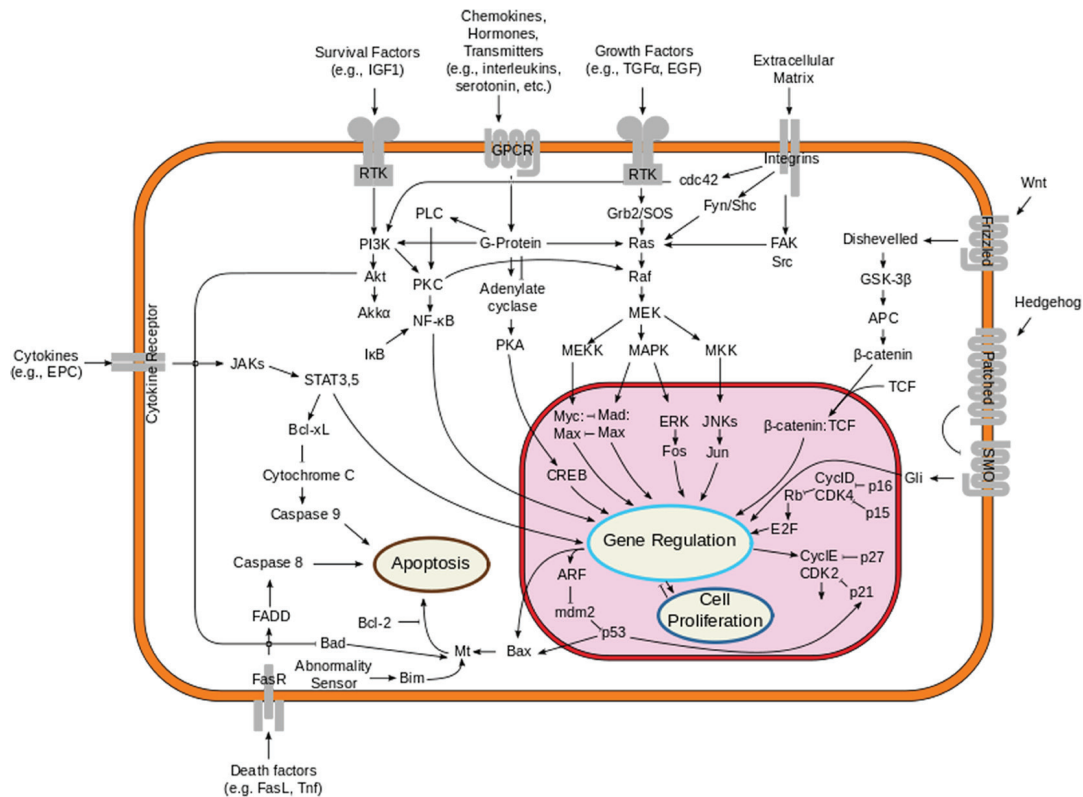 Chemokines,
Hormones,
Transmitters
(e.g., interleukins,
serotonin, etc.)
Survival Factors
(e.g., IGF1)
Growth Factors
(e.g., TGFα, EGF)
Extracellular
Matrix
GPCR
Integrins
RTK
RTK
cdc42
Wnt
Fyn/Shc
PLC
Grb2/SOS
Frizzled
PI3K
G-Protein
Ras
FAK
Src
Dishevelled
Akt
PKC
Adenylate
cyclase
Raf
GSK-3β
Akkα
NF-κB
MEK
APC
Hedgehog
IκB
PKA
MEKK
MAPK
MKK
β-catenin
Cytokines
(e.g., EPC)
Cytokine Receptor
JAKs
STAT3,5
TCF
Patched
Bcl-xL
Myc:
Max
Mad:
Max
ERK
JNKs
β-catenin:TCF
Fos
Jun
Cytochrome C
CREB
Gli
SMO
CyclD
CDK4
p16
Rb
p15
Caspase 9
E2F
Gene Regulation
Apoptosis
CyclE
CDK2
p27
p21
Caspase 8
ARF
Cell
Proliferation
FADD
Bcl-2
mdm2
p53
Bad
Mt
Bax
FasR
Abnormality
Sensor
Bim
Death factors
(e.g. FasL, Tnf)